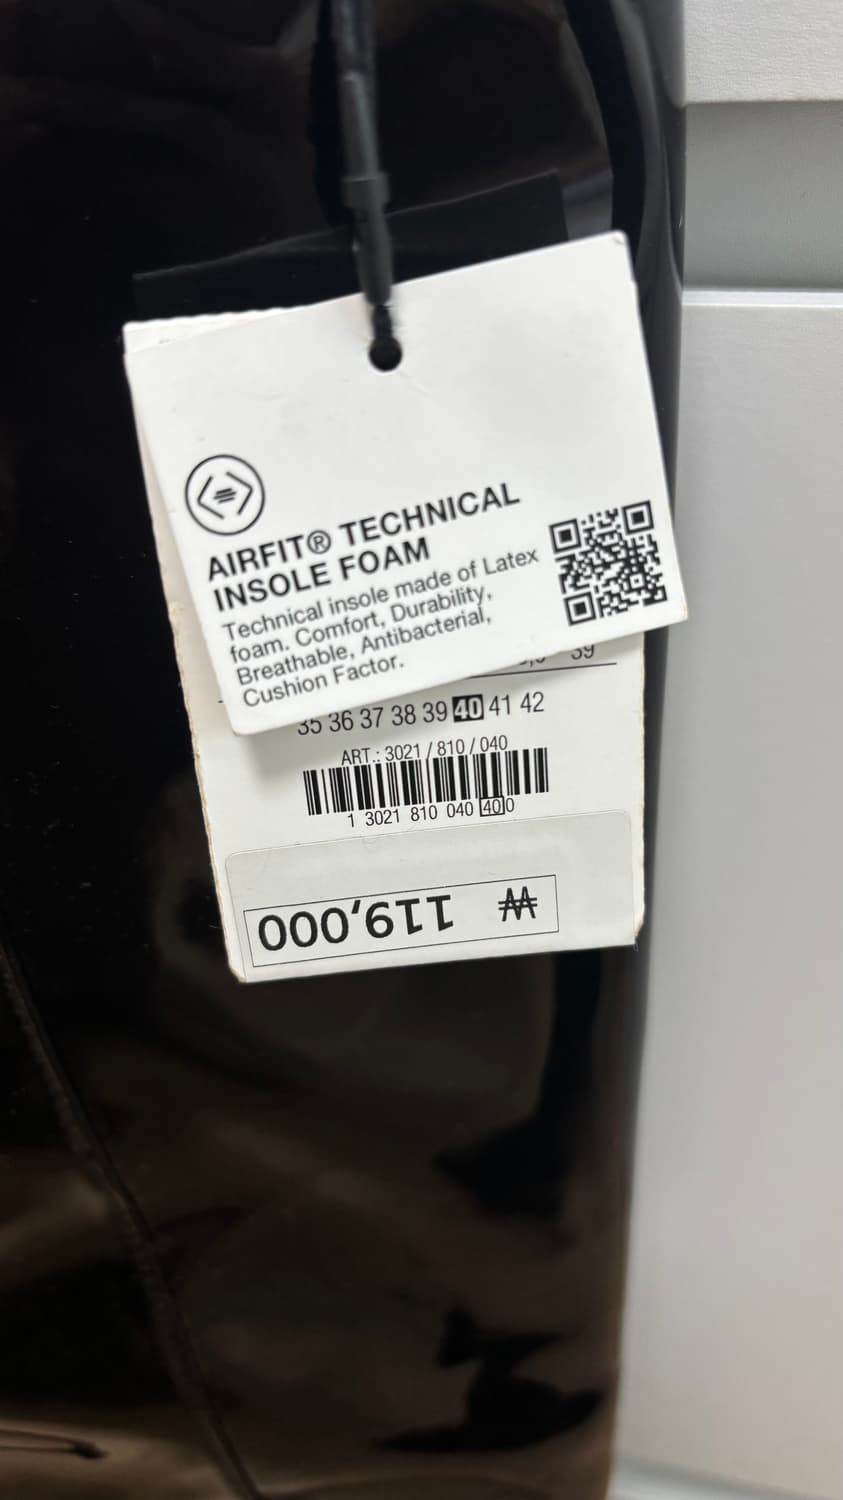 AIRFIT® TECHNICAL
INSOLE FOAM
Technical insole made of Latex
foam. Comfort, Durability,
Breathable, Antibacterial,
Cushion Factor.
39
35 36 37 38 39 40 41 42
ART.: 3021 / 810 / 040
1 3021 810 040 40 0
₩ 119,000